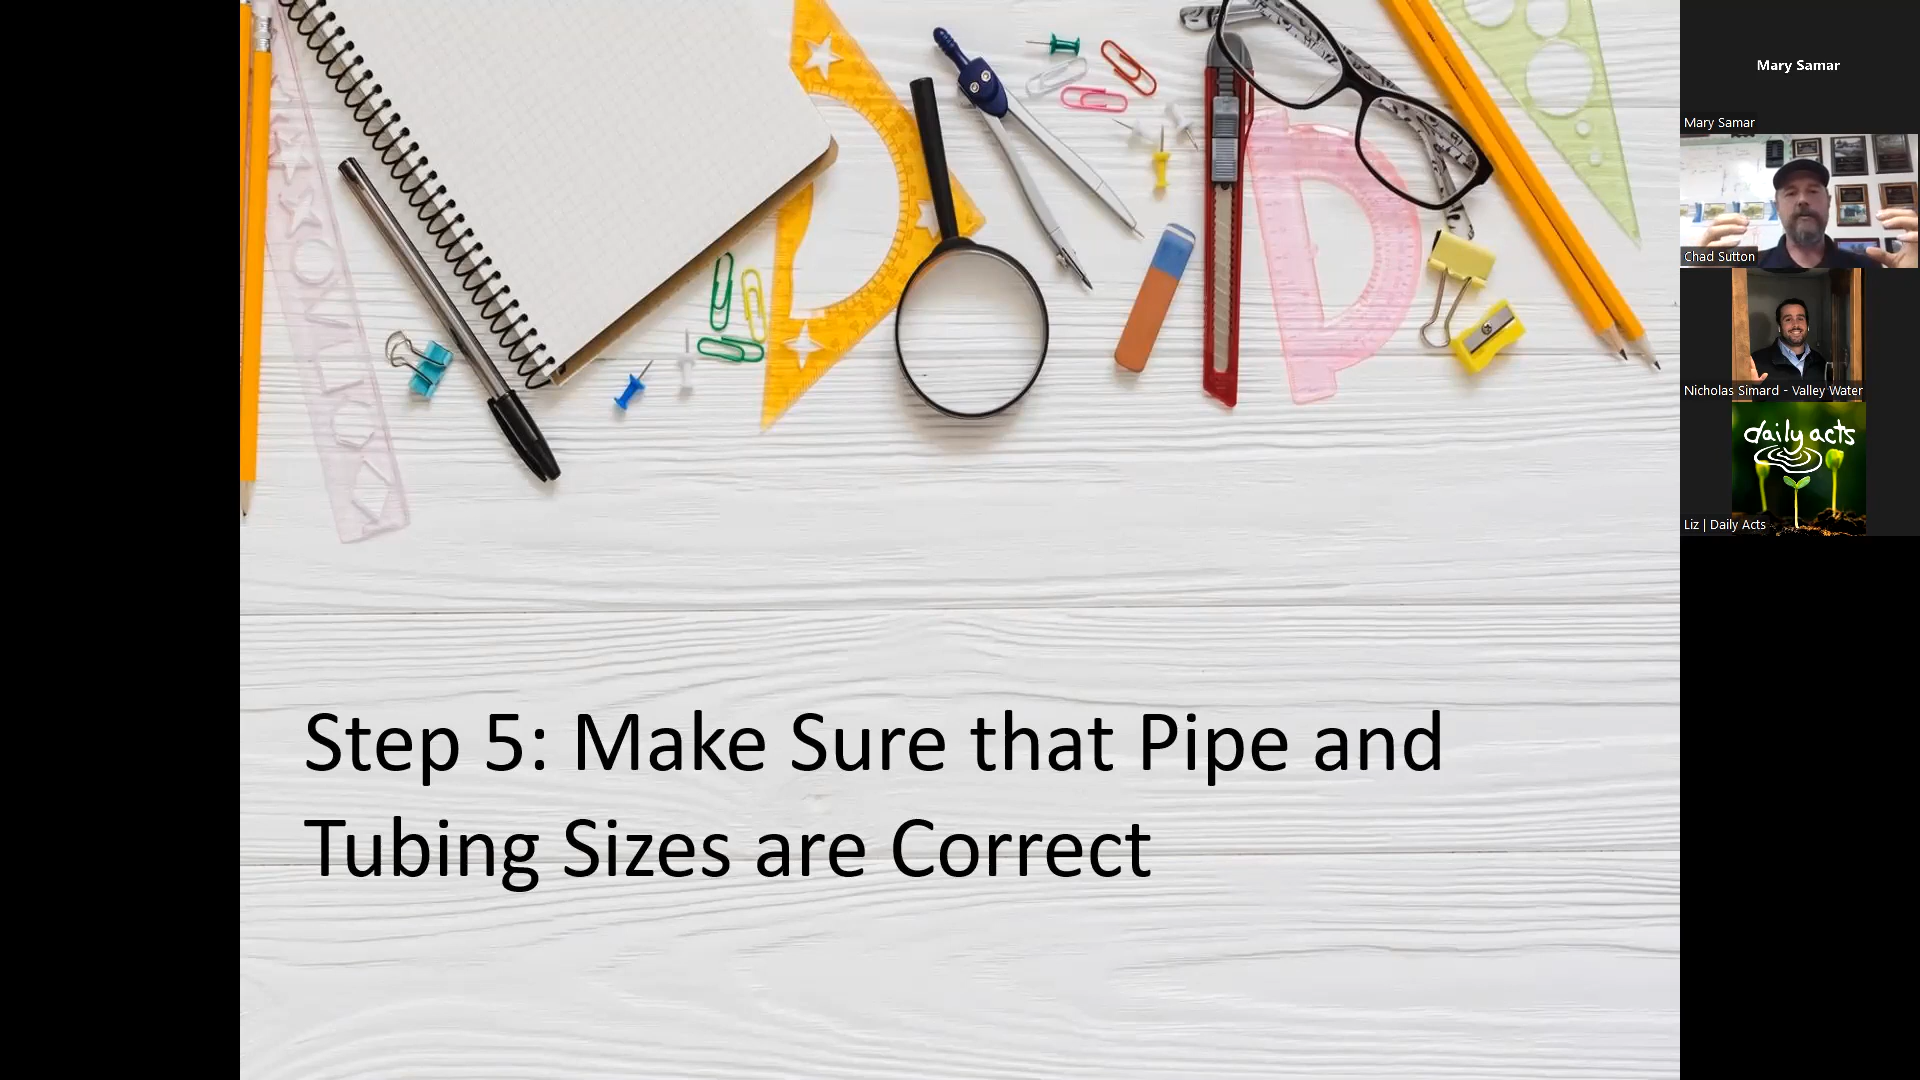 Step 5: Make Sure that Pipe and
Tubing Sizes are Correct
Mary Samar
Mary Samar
Chad Sutton
Nicholas Simard - Valley Water
daily acts
Liz | Daily Acts